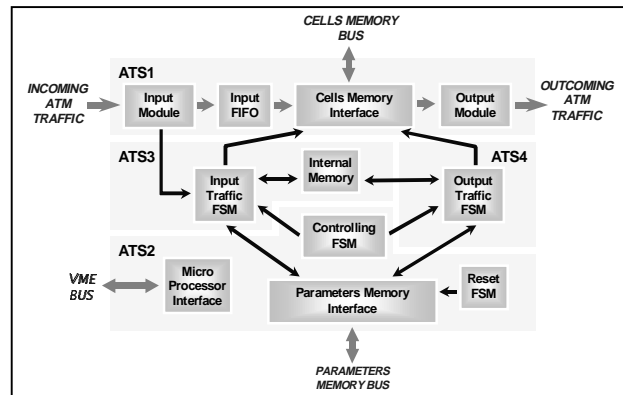 CELLS MEMORY
BUS
ATS1
INCOMING
ATM
TRAFFIC
Input
Module
Input
FIFO
Cells Memory
Interface
Output
Module
OUTCOMING
ATM
TRAFFIC
ATS3
ATS4
Input
Traffic
FSM
Internal
Memory
Output
Traffic
FSM
Controlling
FSM
ATS2
VME
BUS
Micro
Processor
Interface
Parameters Memory
Interface
Reset
FSM
PARAMETERS
MEMORY BUS